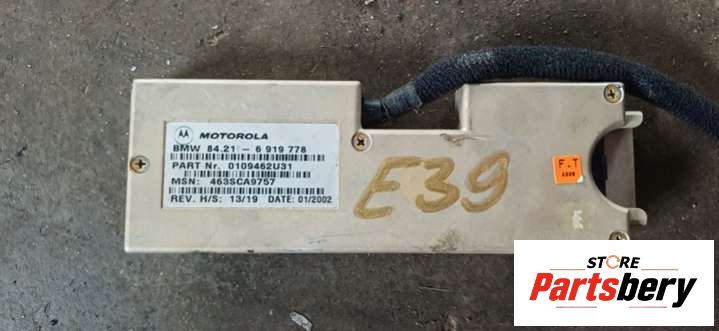 MOTOROLA
BMW 84.21 - 6 919 778
PART Nr. 0109462U31
MSN: 463SCA9757
REV. H/S: 13/19 DATE: 01/2002
E39
F.T
STORE
Partsbery